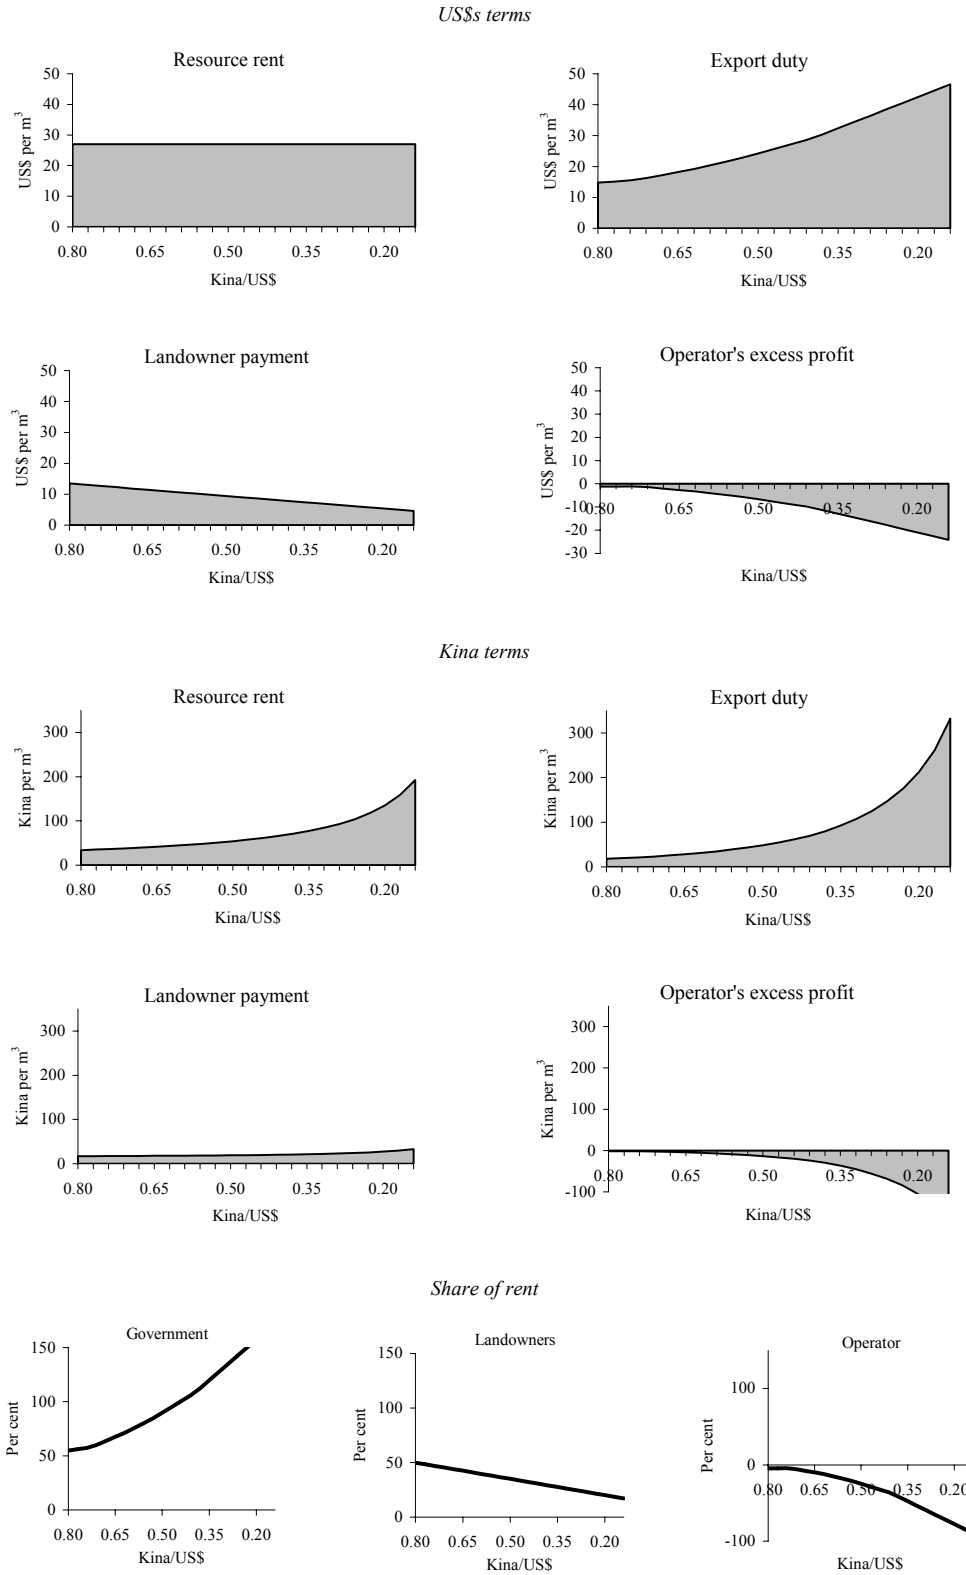 US$s terms
Resource rent
50
40
30
20
10
0
US$ per m³
0.80 0.65 0.50 0.35 0.20
Kina/US$
Export duty
50
40
30
20
10
0
US$ per m³
0.80 0.65 0.50 0.35 0.20
Kina/US$
Landowner payment
50
40
30
20
10
0
US$ per m³
0.80 0.65 0.50 0.35 0.20
Kina/US$
Operator's excess profit
50
40
30
20
10
0
-10
-20
-30
US$ per m³
0.80 0.65 0.50 0.35 0.20
Kina/US$
Kina terms
Resource rent
300
200
100
0
Kina per m³
0.80 0.65 0.50 0.35 0.20
Kina/US$
Export duty
300
200
100
0
Kina per m³
0.80 0.65 0.50 0.35 0.20
Kina/US$
Landowner payment
300
200
100
0
Kina per m³
0.80 0.65 0.50 0.35 0.20
Kina/US$
Operator's excess profit
300
200
100
0
-100
Kina per m³
0.80 0.65 0.50 0.35 0.20
Kina/US$
Share of rent
Government
150
100
50
0
Per cent
0.80 0.65 0.50 0.35 0.20
Kina/US$
Landowners
150
100
50
0
Per cent
0.80 0.65 0.50 0.35 0.20
Kina/US$
Operator
100
0
-100
Per cent
0.80 0.65 0.50 0.35 0.20
Kina/US$